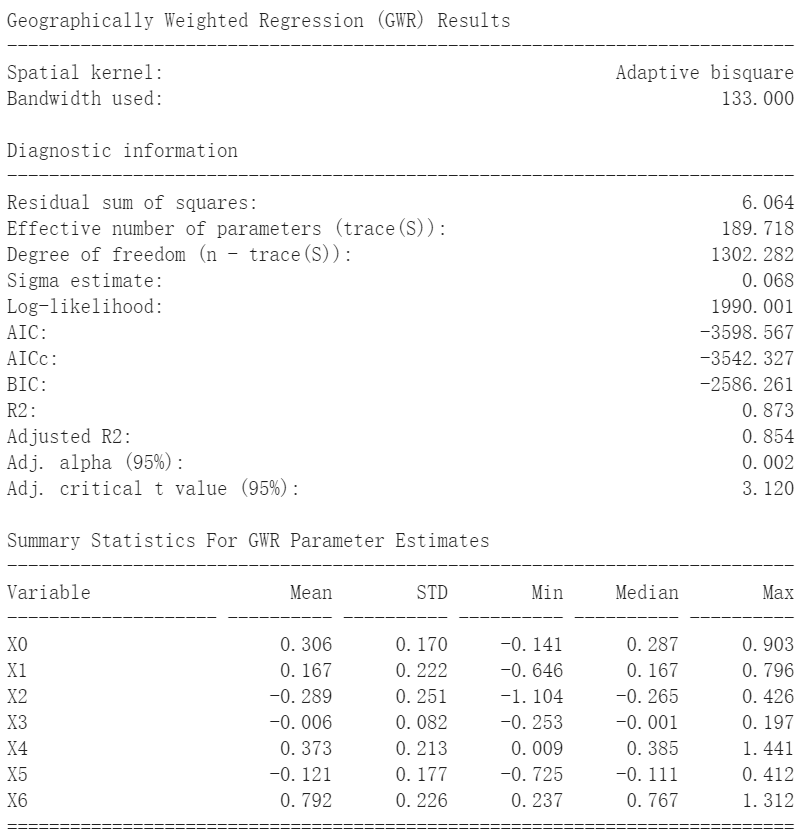 Geographically Weighted Regression (GWR) Results
---------------------------------------------------------------------------
Spatial kernel:                                           Adaptive bisquare
Bandwidth used:                                                     133.000

Diagnostic information
---------------------------------------------------------------------------
Residual sum of squares:                                              6.064
Effective number of parameters (trace(S)):                          189.718
Degree of freedom (n - trace(S)):                                  1302.282
Sigma estimate:                                                       0.068
Log-likelihood:                                                    1990.001
AIC:                                                              -3598.567
AICc:                                                             -3542.327
BIC:                                                              -2586.261
R2:                                                                   0.873
Adjusted R2:                                                          0.854
Adj. alpha (95%):                                                     0.002
Adj. critical t value (95%):                                          3.120

Summary Statistics For GWR Parameter Estimates
---------------------------------------------------------------------------
Variable                   Mean        STD        Min     Median        Max
-------------------- ---------- ---------- ---------- ---------- ----------
X0                        0.306      0.170     -0.141      0.287      0.903
X1                        0.167      0.222     -0.646      0.167      0.796
X2                       -0.289      0.251     -1.104     -0.265      0.426
X3                       -0.006      0.082     -0.253     -0.001      0.197
X4                        0.373      0.213      0.009      0.385      1.441
X5                       -0.121      0.177     -0.725     -0.111      0.412
X6                        0.792      0.226      0.237      0.767      1.312
===========================================================================